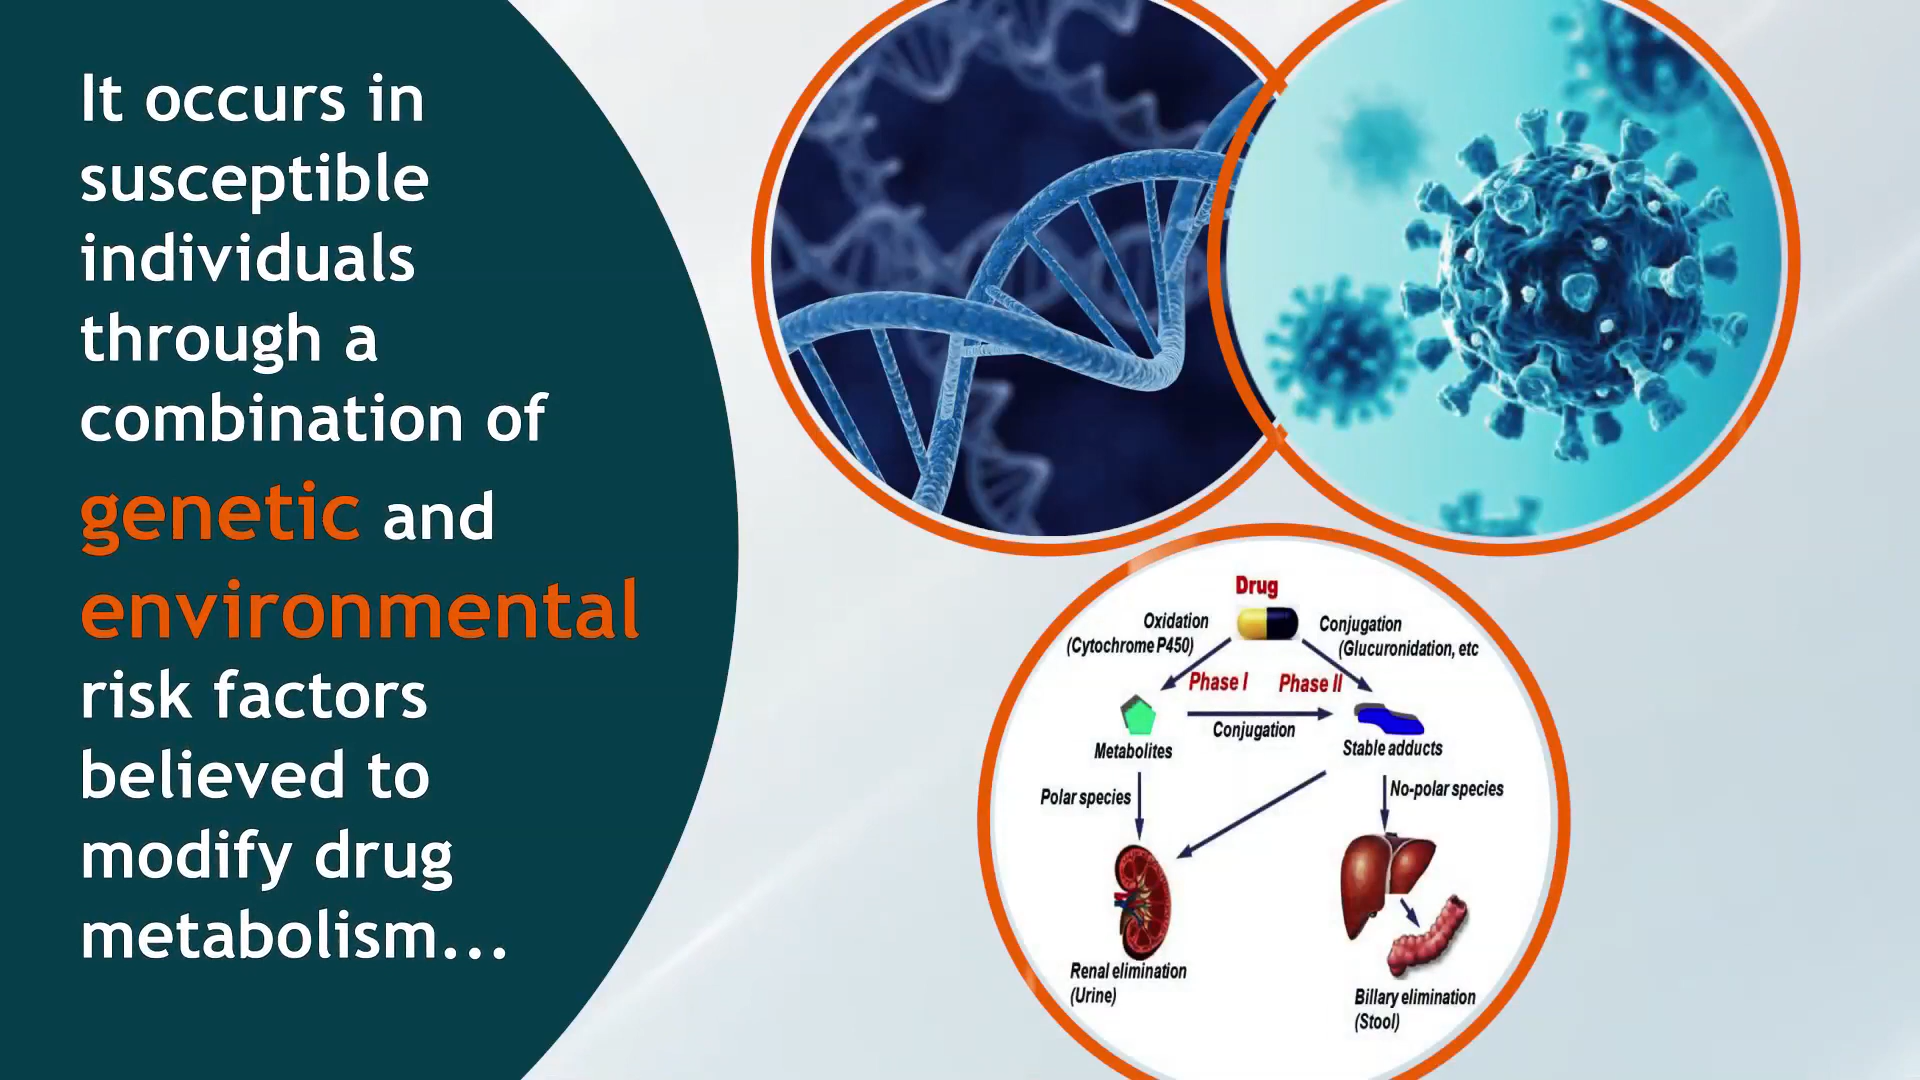 It occurs in
susceptible
individuals
through a
combination of
genetic and
environmental
risk factors
believed to
modify drug
metabolism...
Drug
Oxidation
(Cytochrome P450)
Conjugation
(Glucuronidation, etc
Phase I
Phase II
Conjugation
Metabolites
Stable adducts
Polar species
No-polar species
Renal elimination
(Urine)
Billary elimination
(Stool)